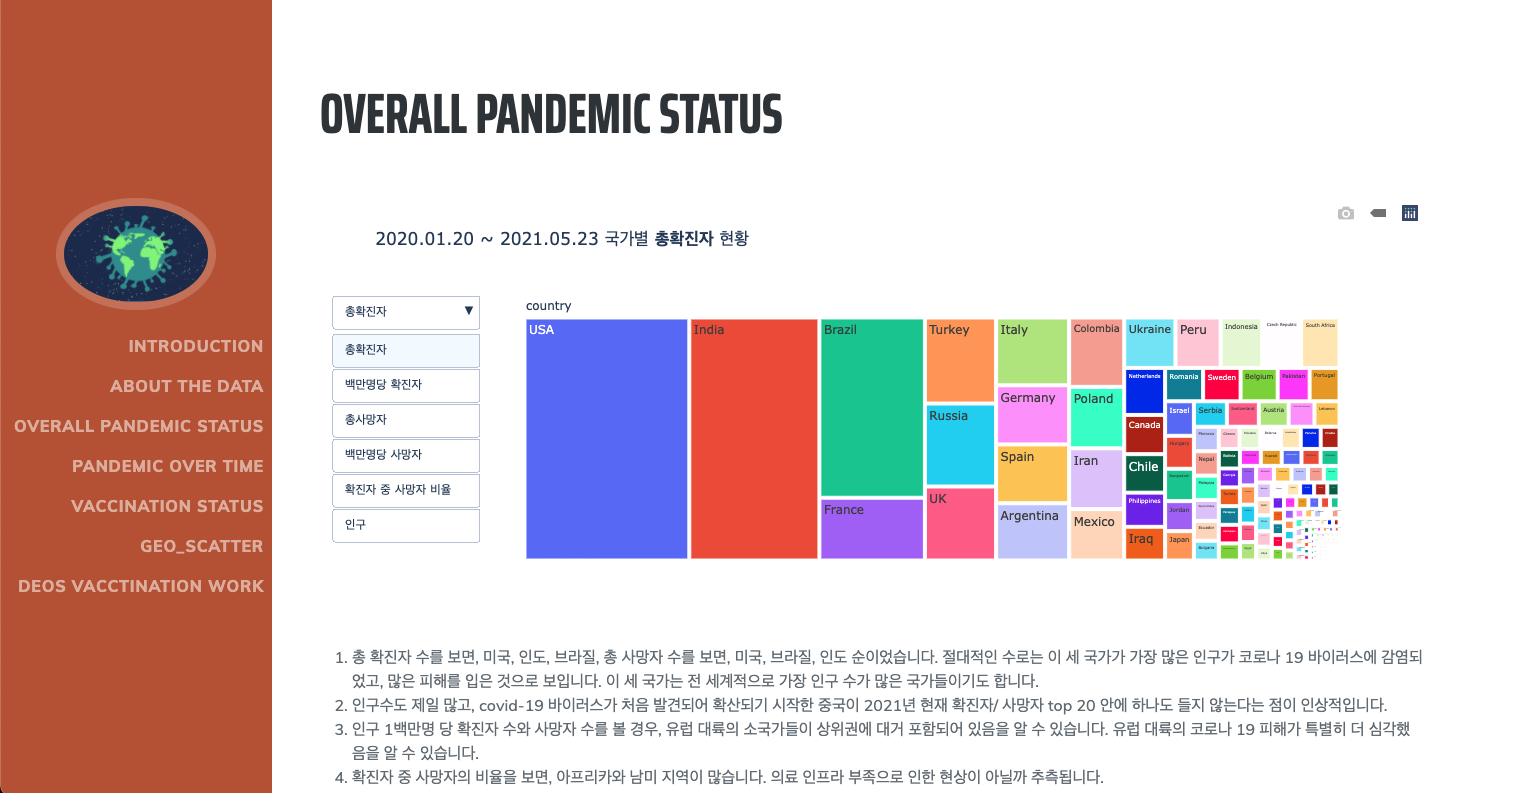 OVERALL PANDEMIC STATUS
INTRODUCTION
ABOUT THE DATA
OVERALL PANDEMIC STATUS
PANDEMIC OVER TIME
VACCINATION STATUS
GEO_SCATTER
DEOS VACCTINATION WORK
2020.01.20 ~ 2021.05.23 국가별 총확진자 현황
총확진자 ▼
총확진자
백만명당 확진자
총사망자
백만명당 사망자
확진자 중 사망자 비율
인구
country
USA
India
Brazil
France
Turkey
Russia
UK
Italy
Germany
Spain
Argentina
Colombia
Poland
Iran
Mexico
Ukraine
Peru
Indonesia
Czech Republic
South Africa
Netherlands
Canada
Chile
Philippines
Iraq
Romania
Sweden
Belgium
Pakistan
Portugal
Israel
Serbia
Switzerland
Austria
Lebanon
Hungary
Bangladesh
Jordan
Japan
Morocco
Nepal
Malaysia
Ecuador
Bulgaria
Greece
Bolivia
Kuwait
1. 총 확진자 수를 보면, 미국, 인도, 브라질, 총 사망자 수를 보면, 미국, 브라질, 인도 순이었습니다. 절대적인 수로는 이 세 국가가 가장 많은 인구가 코로나 19 바이러스에 감염되
었고, 많은 피해를 입은 것으로 보입니다. 이 세 국가는 전 세계적으로 가장 인구 수가 많은 국가들이기도 합니다.
2. 인구수도 제일 많고, covid-19 바이러스가 처음 발견되어 확산되기 시작한 중국이 2021년 현재 확진자/ 사망자 top 20 안에 하나도 들지 않는다는 점이 인상적입니다.
3. 인구 1백만명 당 확진자 수와 사망자 수를 볼 경우, 유럽 대륙의 소국가들이 상위권에 대거 포함되어 있음을 알 수 있습니다. 유럽 대륙의 코로나 19 피해가 특별히 더 심각했
음을 알 수 있습니다.
4. 확진자 중 사망자의 비율을 보면, 아프리카와 남미 지역이 많습니다. 의료 인프라 부족으로 인한 현상이 아닐까 추측됩니다.